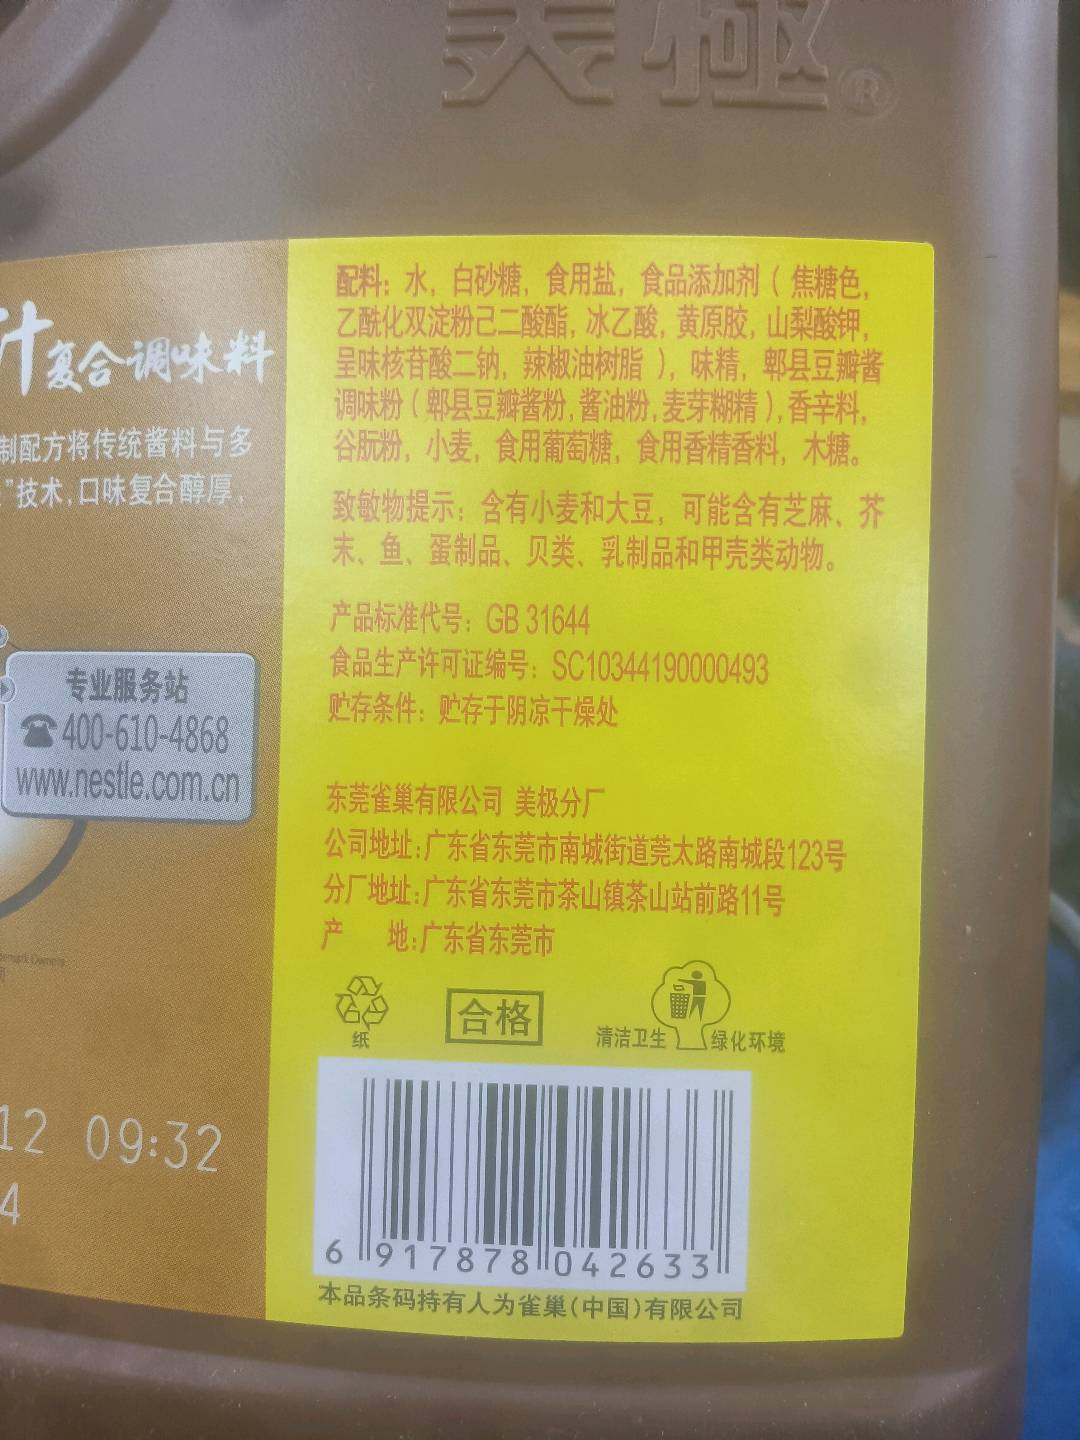 美極®
汁复合调味料
制配方将传统酱料与多
"技术,口味复合醇厚,
专业服务站
☎400-610-4868
www.nestle.com.cn
emark Owners
12 09:32
4
配料：水，白砂糖，食用盐，食品添加剂（焦糖色，
乙酰化双淀粉己二酸酯，冰乙酸，黄原胶，山梨酸钾，
呈味核苷酸二钠，辣椒油树脂），味精，郫县豆瓣酱
调味粉（郫县豆瓣酱粉,酱油粉,麦芽糊精）,香辛料，
谷朊粉，小麦，食用葡萄糖，食用香精香料，木糖。
致敏物提示：含有小麦和大豆，可能含有芝麻、芥
末、鱼、蛋制品、贝类、乳制品和甲壳类动物。
产品标准代号：GB 31644
食品生产许可证编号：SC10344190000493
贮存条件：贮存于阴凉干燥处
东莞雀巢有限公司 美极分厂
公司地址:广东省东莞市南城街道莞太路南城段123号
分厂地址:广东省东莞市茶山镇茶山站前路11号
产 地:广东省东莞市
纸
合格
清洁卫生 绿化环境
6 917878 042633
本品条码持有人为雀巢(中国)有限公司